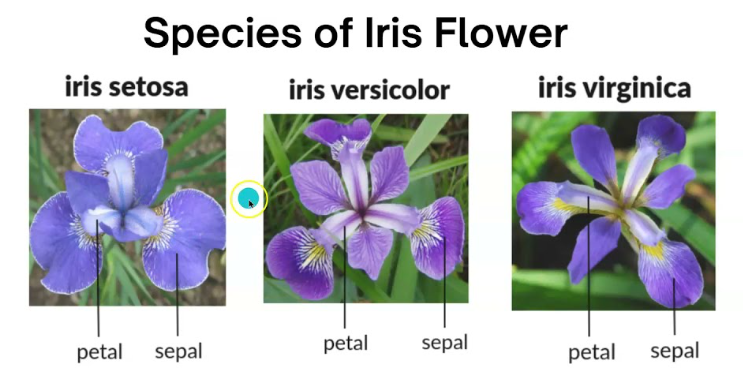 Species of Iris Flower
iris setosa
iris versicolor
iris virginica
petal
sepal
petal
sepal
petal
sepal